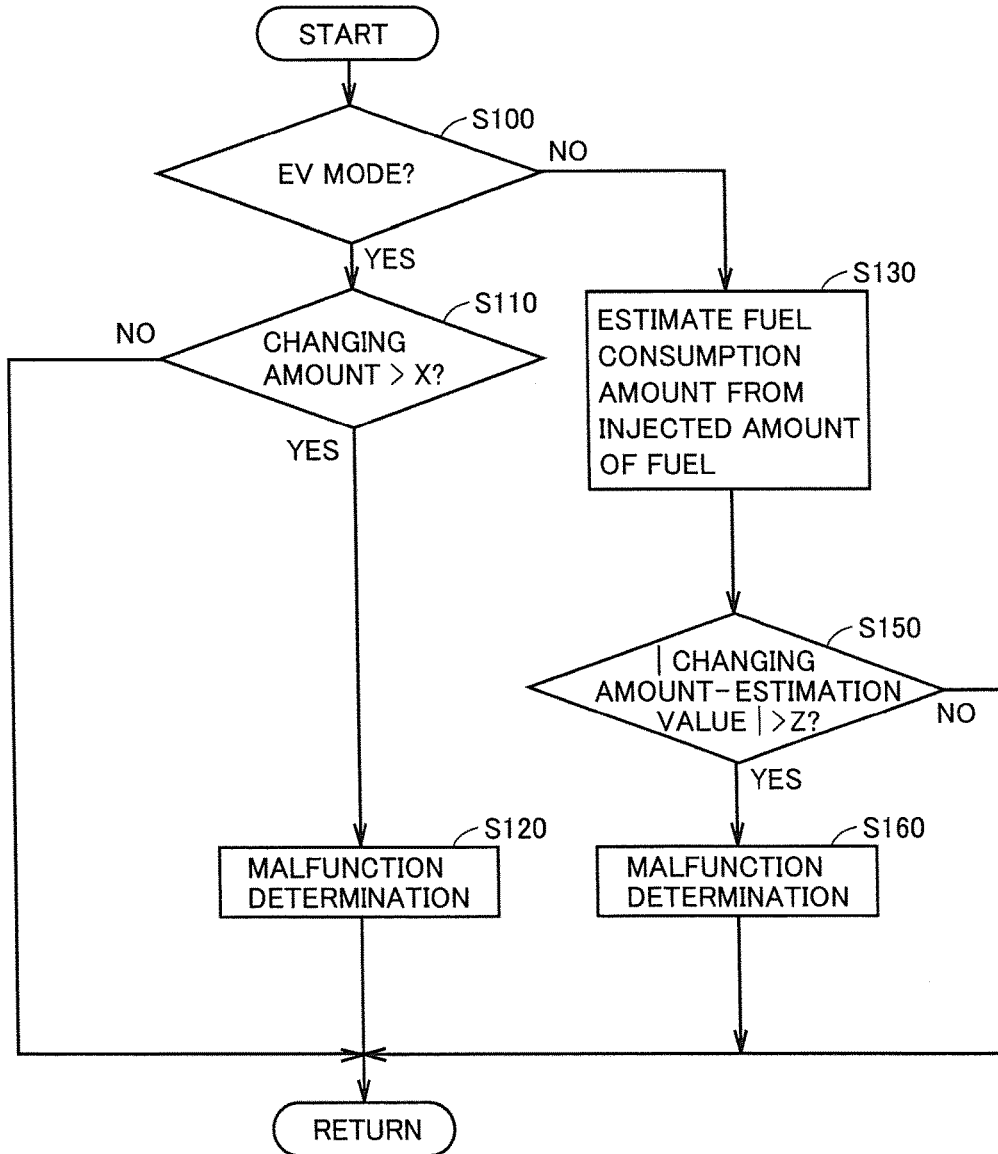 START
S100
EV MODE?
NO
YES
S110
NO
CHANGING
AMOUNT > X?
YES
S130
ESTIMATE FUEL
CONSUMPTION
AMOUNT FROM
INJECTED AMOUNT
OF FUEL
S150
| CHANGING
AMOUNT-ESTIMATION
VALUE | >Z?
NO
YES
S120
MALFUNCTION
DETERMINATION
S160
MALFUNCTION
DETERMINATION
RETURN